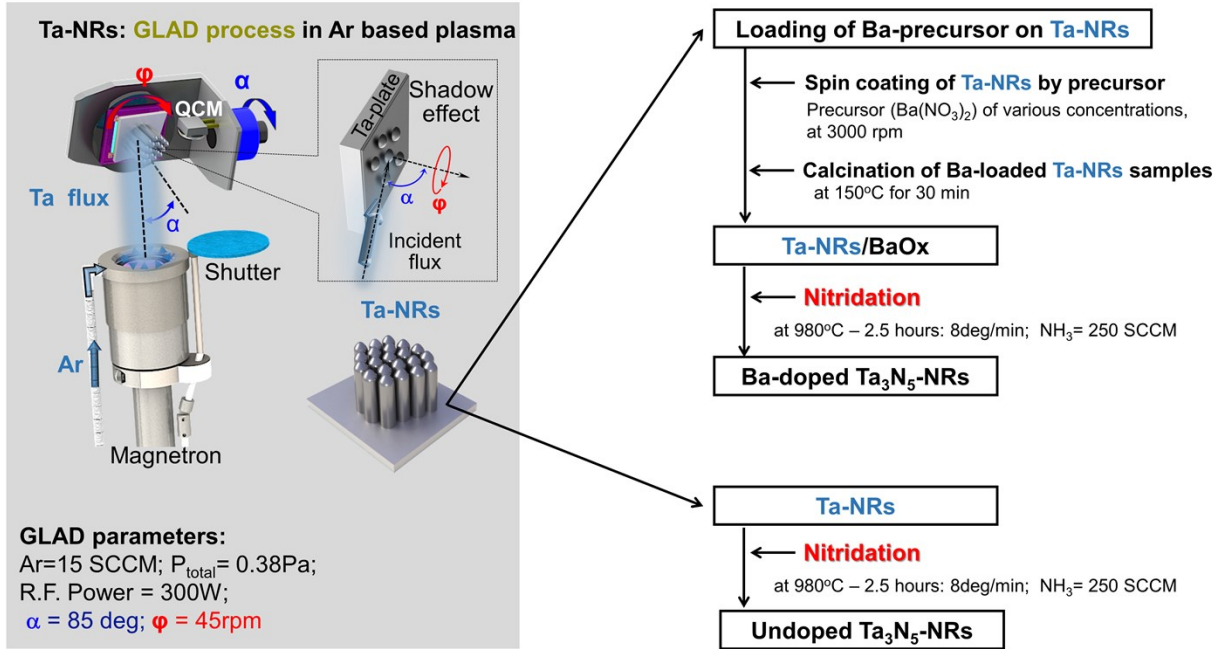 Ta-NRs: GLAD process in Ar based plasma
φ
QCM
α
Ta flux
α
Shutter
Ar
Magnetron
Ta-plate
Shadow
effect
α
φ
Incident
flux
Ta-NRs
GLAD parameters:
Ar=15 SCCM; Ptotal= 0.38Pa;
R.F. Power = 300W;
α = 85 deg; φ = 45rpm
Loading of Ba-precursor on Ta-NRs
Spin coating of Ta-NRs by precursor
Precursor (Ba(NO3)2) of various concentrations,
at 3000 rpm
Calcination of Ba-loaded Ta-NRs samples
at 150oC for 30 min
Ta-NRs/BaOx
Nitridation
at 980oC – 2.5 hours: 8deg/min; NH3= 250 SCCM
Ba-doped Ta3N5-NRs
Ta-NRs
Nitridation
at 980oC – 2.5 hours: 8deg/min; NH3= 250 SCCM
Undoped Ta3N5-NRs